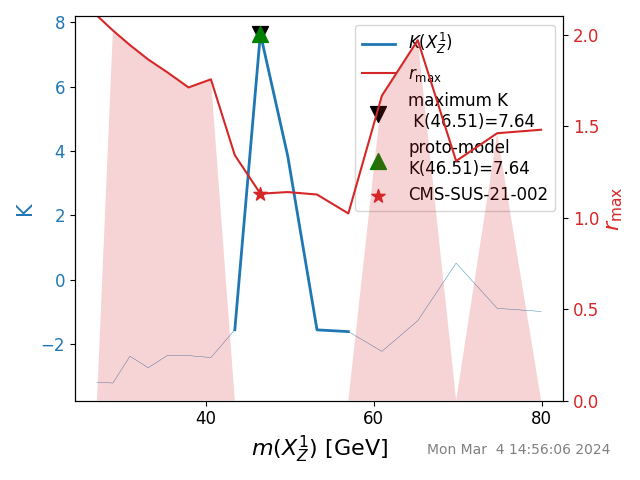 8
6
4
2
0
−2
K
40
60
80
m(X_Z^1) [GeV]
2.0
1.5
1.0
0.5
0.0
r_max
K(X_Z^1)
r_max
maximum K
K(46.51)=7.64
proto-model
K(46.51)=7.64
CMS-SUS-21-002
Mon Mar 4 14:56:06 2024